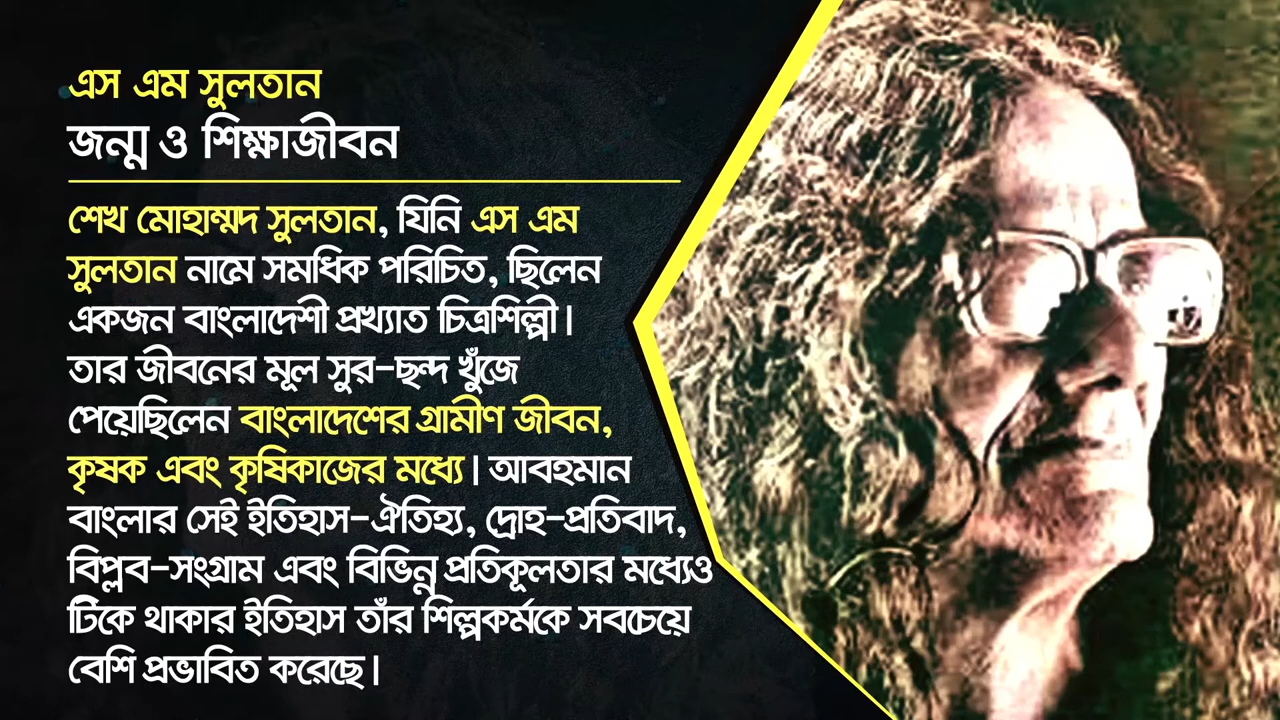 এস এম সুলতান
জন্ম ও শিক্ষাজীবন
শেখ মোহাম্মদ সুলতান, যিনি এস এম
সুলতান নামে সমধিক পরিচিত, ছিলেন
একজন বাংলাদেশী প্রখ্যাত চিত্রশিল্পী।
তার জীবনের মূল সুর-ছন্দ খুঁজে
পেয়েছিলেন বাংলাদেশের গ্রামীণ জীবন,
কৃষক এবং কৃষিকাজের মধ্যে। আবহমান
বাংলার সেই ইতিহাস-ঐতিহ্য, দ্রোহ-প্রতিবাদ,
বিপ্লব-সংগ্রাম এবং বিভিন্ন প্রতিকূলতার মধ্যেও
টিকে থাকার ইতিহাস তাঁর শিল্পকর্মকে সবচেয়ে
বেশি প্রভাবিত করেছে।